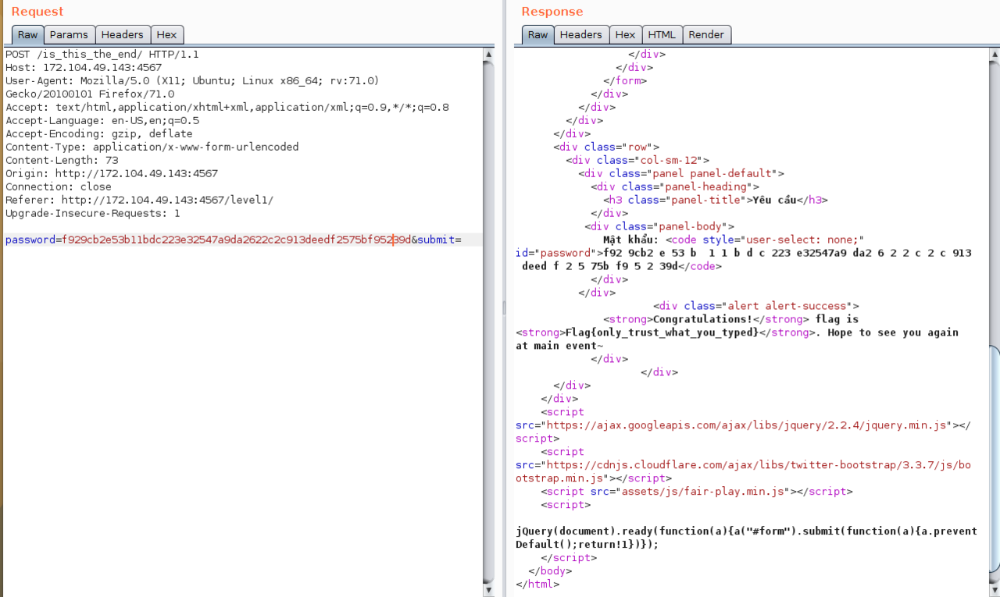 Request
Raw Params Headers Hex
POST /is_this_the_end/ HTTP/1.1
Host: 172.104.49.143:4567
User-Agent: Mozilla/5.0 (X11; Ubuntu; Linux x86_64; rv:71.0)
Gecko/20100101 Firefox/71.0
Accept: text/html,application/xhtml+xml,application/xml;q=0.9,*/*;q=0.8
Accept-Language: en-US,en;q=0.5
Accept-Encoding: gzip, deflate
Content-Type: application/x-www-form-urlencoded
Content-Length: 73
Origin: http://172.104.49.143:4567
Connection: close
Referer: http://172.104.49.143:4567/level1/
Upgrade-Insecure-Requests: 1
password=f929cb2e53b11bdc223e32547a9da2622c2c913deedf2575bf95239d&submit=
Response
Raw Headers Hex HTML Render
</div>
</div>
</form>
</div>
</div>
</div>
</div>
<div class="row">
<div class="col-sm-12">
<div class="panel panel-default">
<div class="panel-heading">
<h3 class="panel-title">Yêu cầu</h3>
</div>
<div class="panel-body">
Mật khẩu: <code style="user-select: none;"
id="password">f92 9cb2 e 53 b  1 1 b d c 223 e32547a9 da2 6 2 2 c 2 c 913
deed f 2 5 75b f9 5 2 39d</code>
</div>
</div>
<div class="alert alert-success">
<strong>Congratulations!</strong> flag is
<strong>Flag{only_trust_what_you_typed}</strong>. Hope to see you again
at main event~
</div>
</div>
</div>
</div>
<script
src="https://ajax.googleapis.com/ajax/libs/jquery/2.2.4/jquery.min.js"></
script>
<script
src="https://cdnjs.cloudflare.com/ajax/libs/twitter-bootstrap/3.3.7/js/bo
otstrap.min.js"></script>
<script src="assets/js/fair-play.min.js"></script>
<script>
jQuery(document).ready(function(a){a("#form").submit(function(a){a.prevent
Default();return!1})});
</script>
</body>
</html>